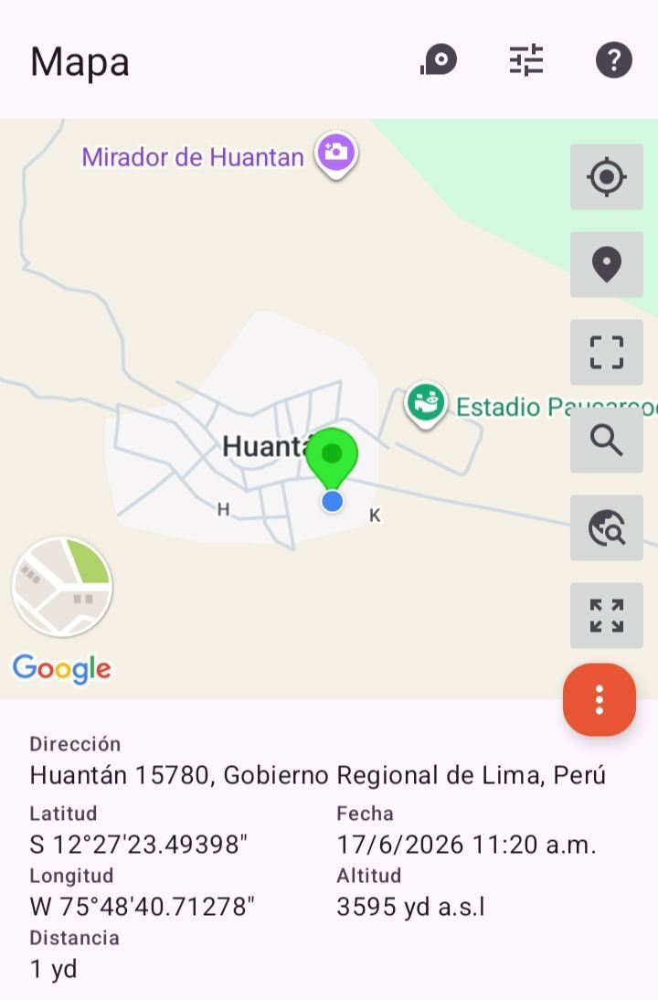 Mapa
Mirador de Huantan
Estadio
Huantá
H
K
Google
Dirección
Huantán 15780, Gobierno Regional de Lima, Perú
Latitud
Fecha
S 12°27'23.49398"
17/6/2026 11:20 a.m.
Longitud
Altitud
W 75°48'40.71278"
3595 yd a.s.l
Distancia
1 yd